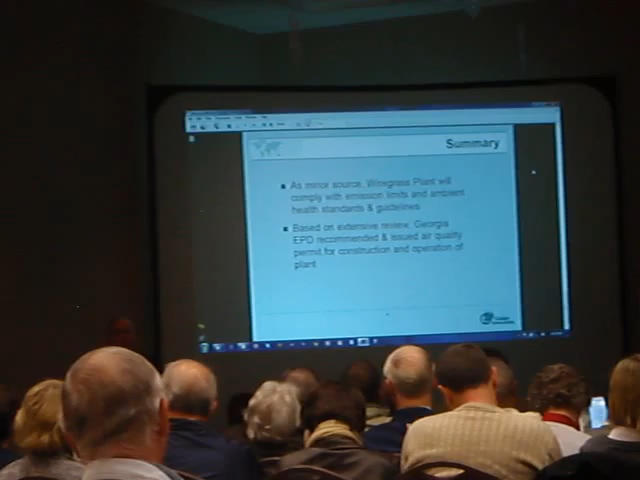 Summary
As minor source, Wiregrass Plant will
comply with emission limits and ambient
health standards & guidelines
Based on extensive review, Georgia
EPD recommended & issued air quality
permit for construction and operation of
plant